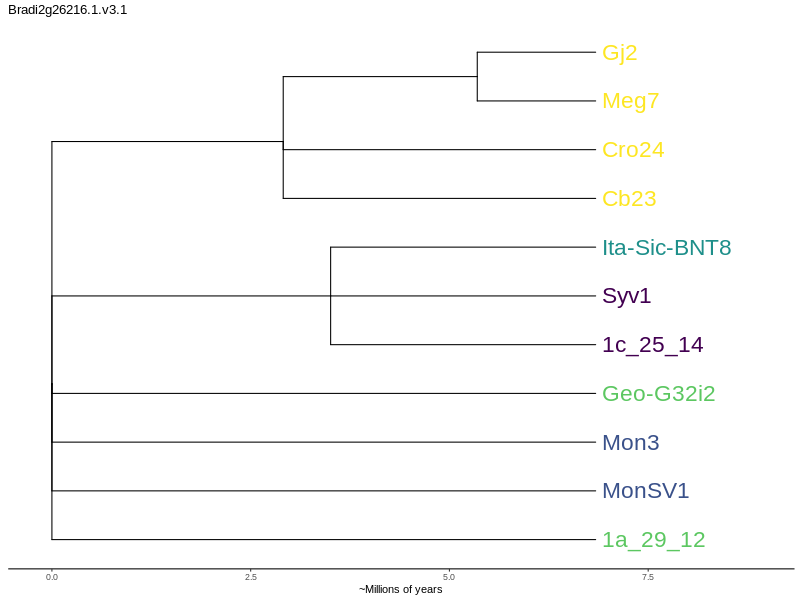 Bradi2g26216.1.v3.1
Gj2
Meg7
Cro24
Cb23
Ita-Sic-BNT8
Syv1
1c_25_14
Geo-G32i2
Mon3
MonSV1
1a_29_12
0.0 2.5 5.0 7.5
~Millions of years